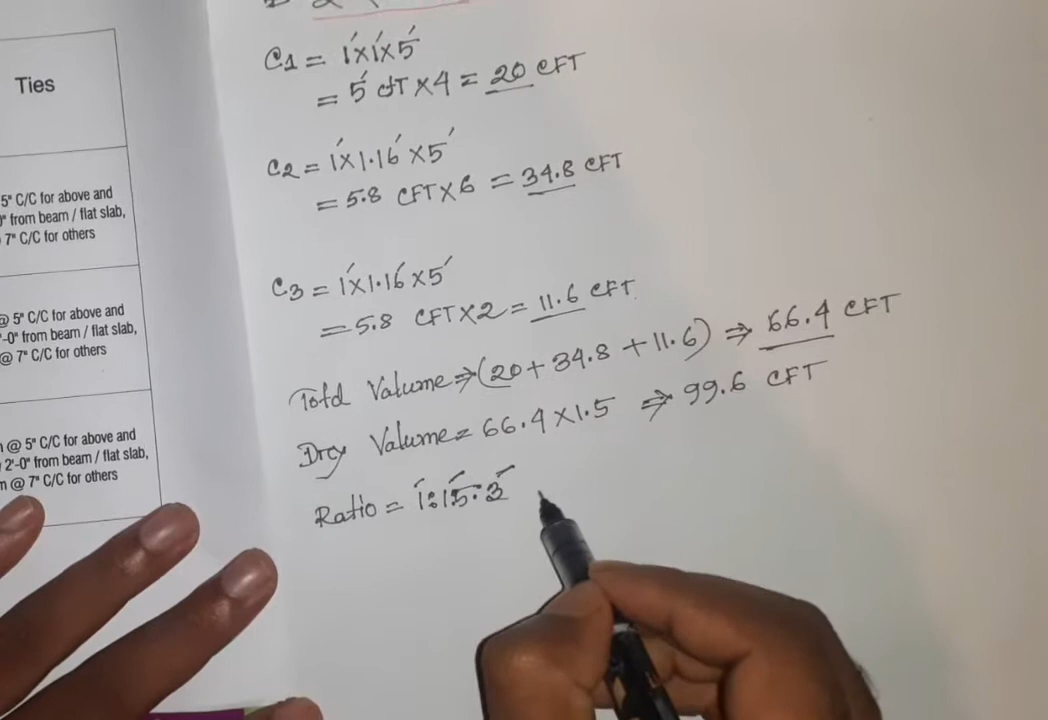 Ties
5" C/C for above and
0" from beam / flat slab,
7" C/C for others
@ 5" C/C for above and
'-0" from beam / flat slab,
@ 7" C/C for others
@ 5" C/C for above and
2'-0" from beam / flat slab,
@ 7" C/C for others
C1 = 1'x1'x5'
= 5 CFT x 4 = 20 CFT
C2 = 1'x1.16'x5'
= 5.8 CFT x 6 = 34.8 CFT
C3 = 1'x1.16'x5'
= 5.8 CFT x 2 = 11.6 CFT
Total Volume ⇒ (20 + 34.8 + 11.6) ⇒ 66.4 CFT
Dry Volume = 66.4 x 1.5 ⇒ 99.6 CFT
Ratio = 1:1.5:3